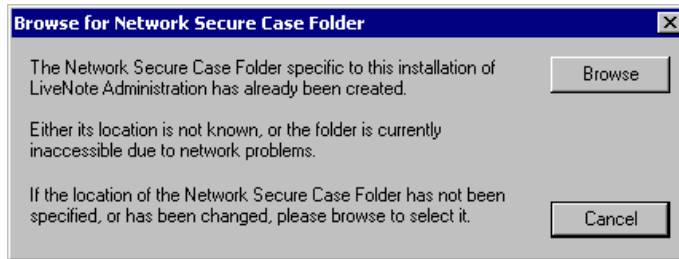 Browse for Network Secure Case Folder
The Network Secure Case Folder specific to this installation of
LiveNote Administration has already been created.
Browse
Either its location is not known, or the folder is currently
inaccessible due to network problems.
If the location of the Network Secure Case Folder has not been
specified, or has been changed, please browse to select it.
Cancel